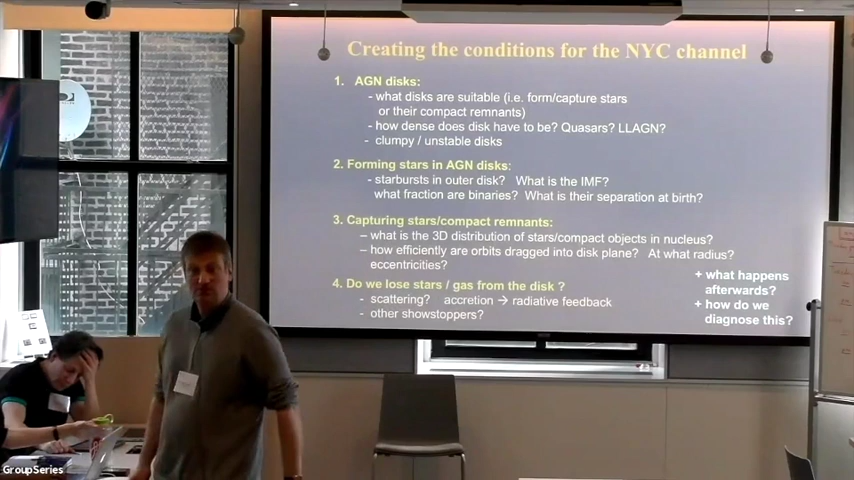 Creating the conditions for the NYC channel
1. AGN disks:
- what disks are suitable (i.e. form/capture stars
or their compact remnants)
- how dense does disk have to be? Quasars? LLAGN?
- clumpy / unstable disks
2. Forming stars in AGN disks:
- starbursts in outer disk? What is the IMF?
what fraction are binaries? What is their separation at birth?
3. Capturing stars/compact remnants:
– what is the 3D distribution of stars/compact objects in nucleus?
– how efficiently are orbits dragged into disk plane? At what radius?
eccentricities?
4. Do we lose stars / gas from the disk ?
- scattering? accretion → radiative feedback
- other showstoppers?
+ what happens
afterwards?
+ how do we
diagnose this?
GroupSeries